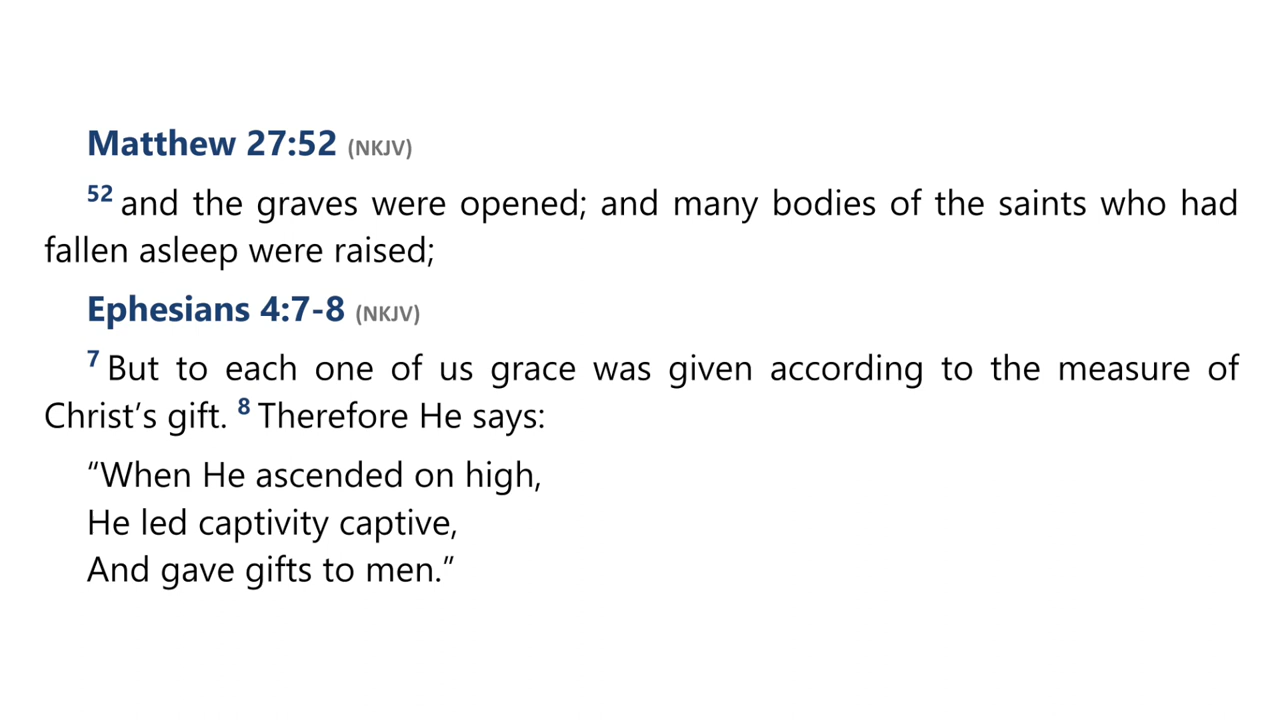 Matthew 27:52 (NKJV)
52 and the graves were opened; and many bodies of the saints who had
fallen asleep were raised;
Ephesians 4:7-8 (NKJV)
7 But to each one of us grace was given according to the measure of
Christ’s gift. 8 Therefore He says:
“When He ascended on high,
He led captivity captive,
And gave gifts to men.”